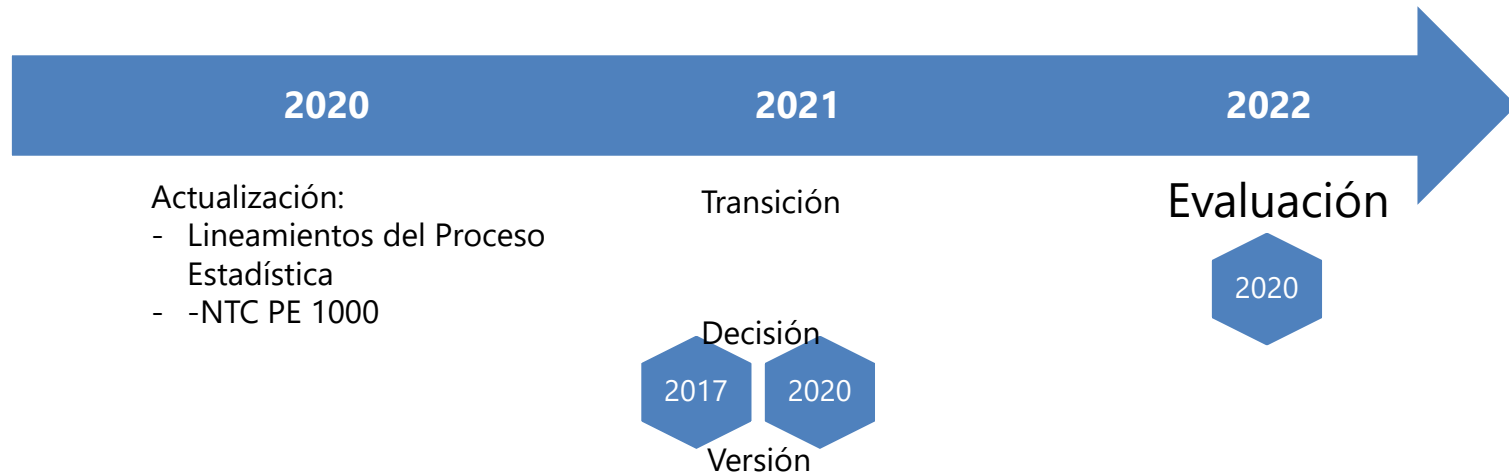 2020
2021
2022
Actualización:
- Lineamientos del Proceso
Estadística
- -NTC PE 1000
Transición
Decisión
2017
2020
Versión
Evaluación
2020